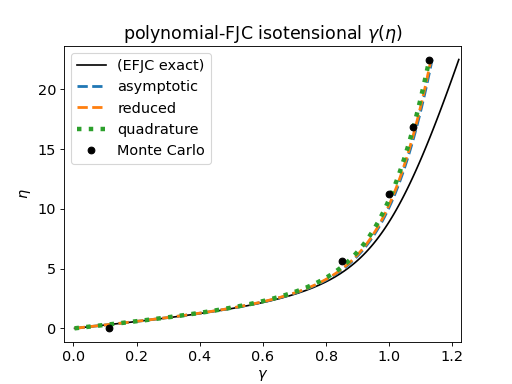 polynomial-FJC isotensional γ(η)
(EFJC exact)
asymptotic
reduced
quadrature
Monte Carlo
20
15
10
5
0
η
0.0 0.2 0.4 0.6 0.8 1.0 1.2
γ